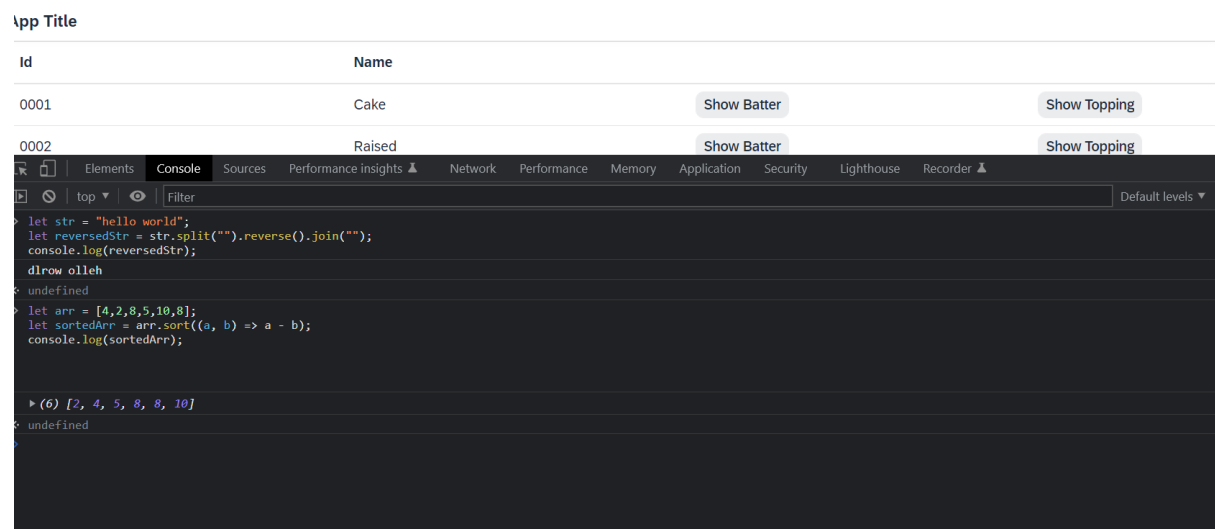 App Title
Id Name
0001 Cake Show Batter Show Topping
0002 Raised Show Batter Show Topping
Elements Console Sources Performance insights Network Performance Memory Application Security Lighthouse Recorder
top ▼ Filter Default levels ▼
let str = "hello world";
let reversedStr = str.split("").reverse().join("");
console.log(reversedStr);
dlrow olleh
undefined
let arr = [4,2,8,5,10,8];
let sortedArr = arr.sort((a, b) => a - b);
console.log(sortedArr);
▶ (6) [2, 4, 5, 8, 8, 10]
undefined